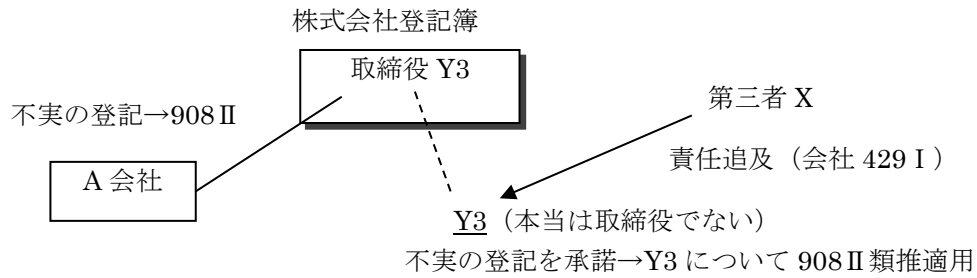 株式会社登記簿
取締役 Y3
不実の登記→908Ⅱ
第三者 X
責任追及（会社 429Ⅰ）
A 会社
Y3（本当は取締役でない）
不実の登記を承諾→Y3 について 908Ⅱ類推適用